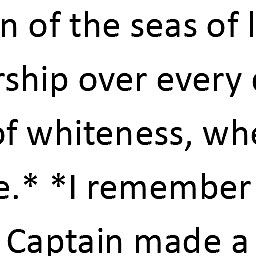 n of the seas of l
rship over every
of whiteness, whe
e.* *I remember
Captain made a